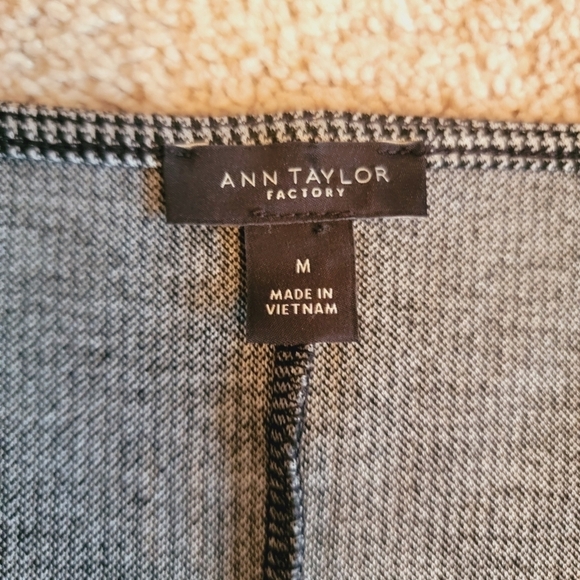 ANN TAYLOR
FACTORY
M
MADE IN
VIETNAM